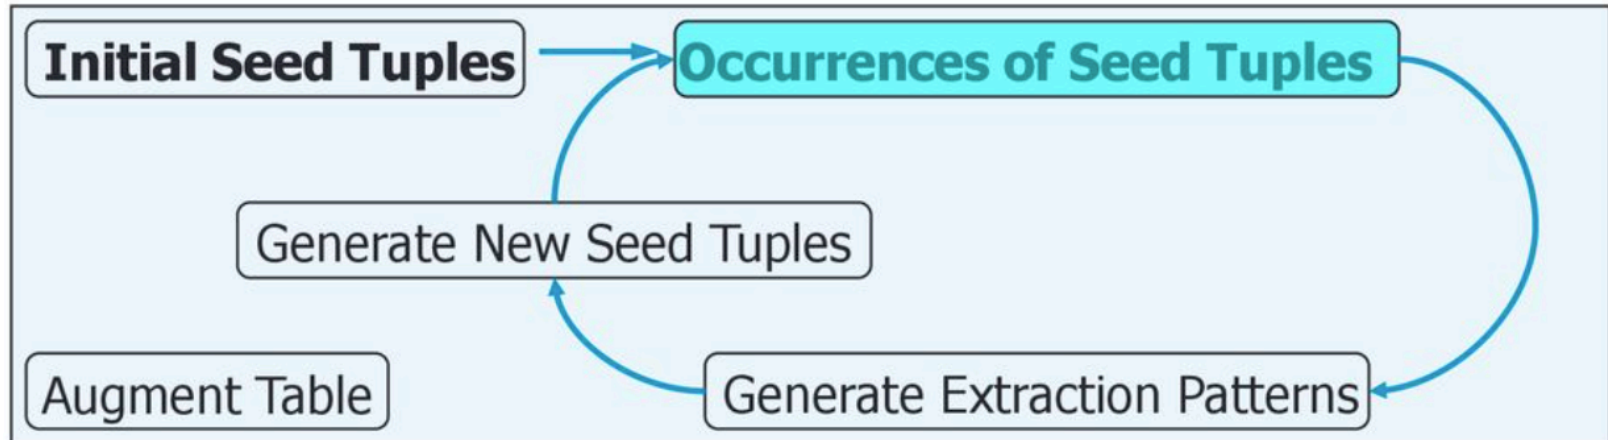 Initial Seed Tuples
Occurrences of Seed Tuples
Generate New Seed Tuples
Augment Table
Generate Extraction Patterns